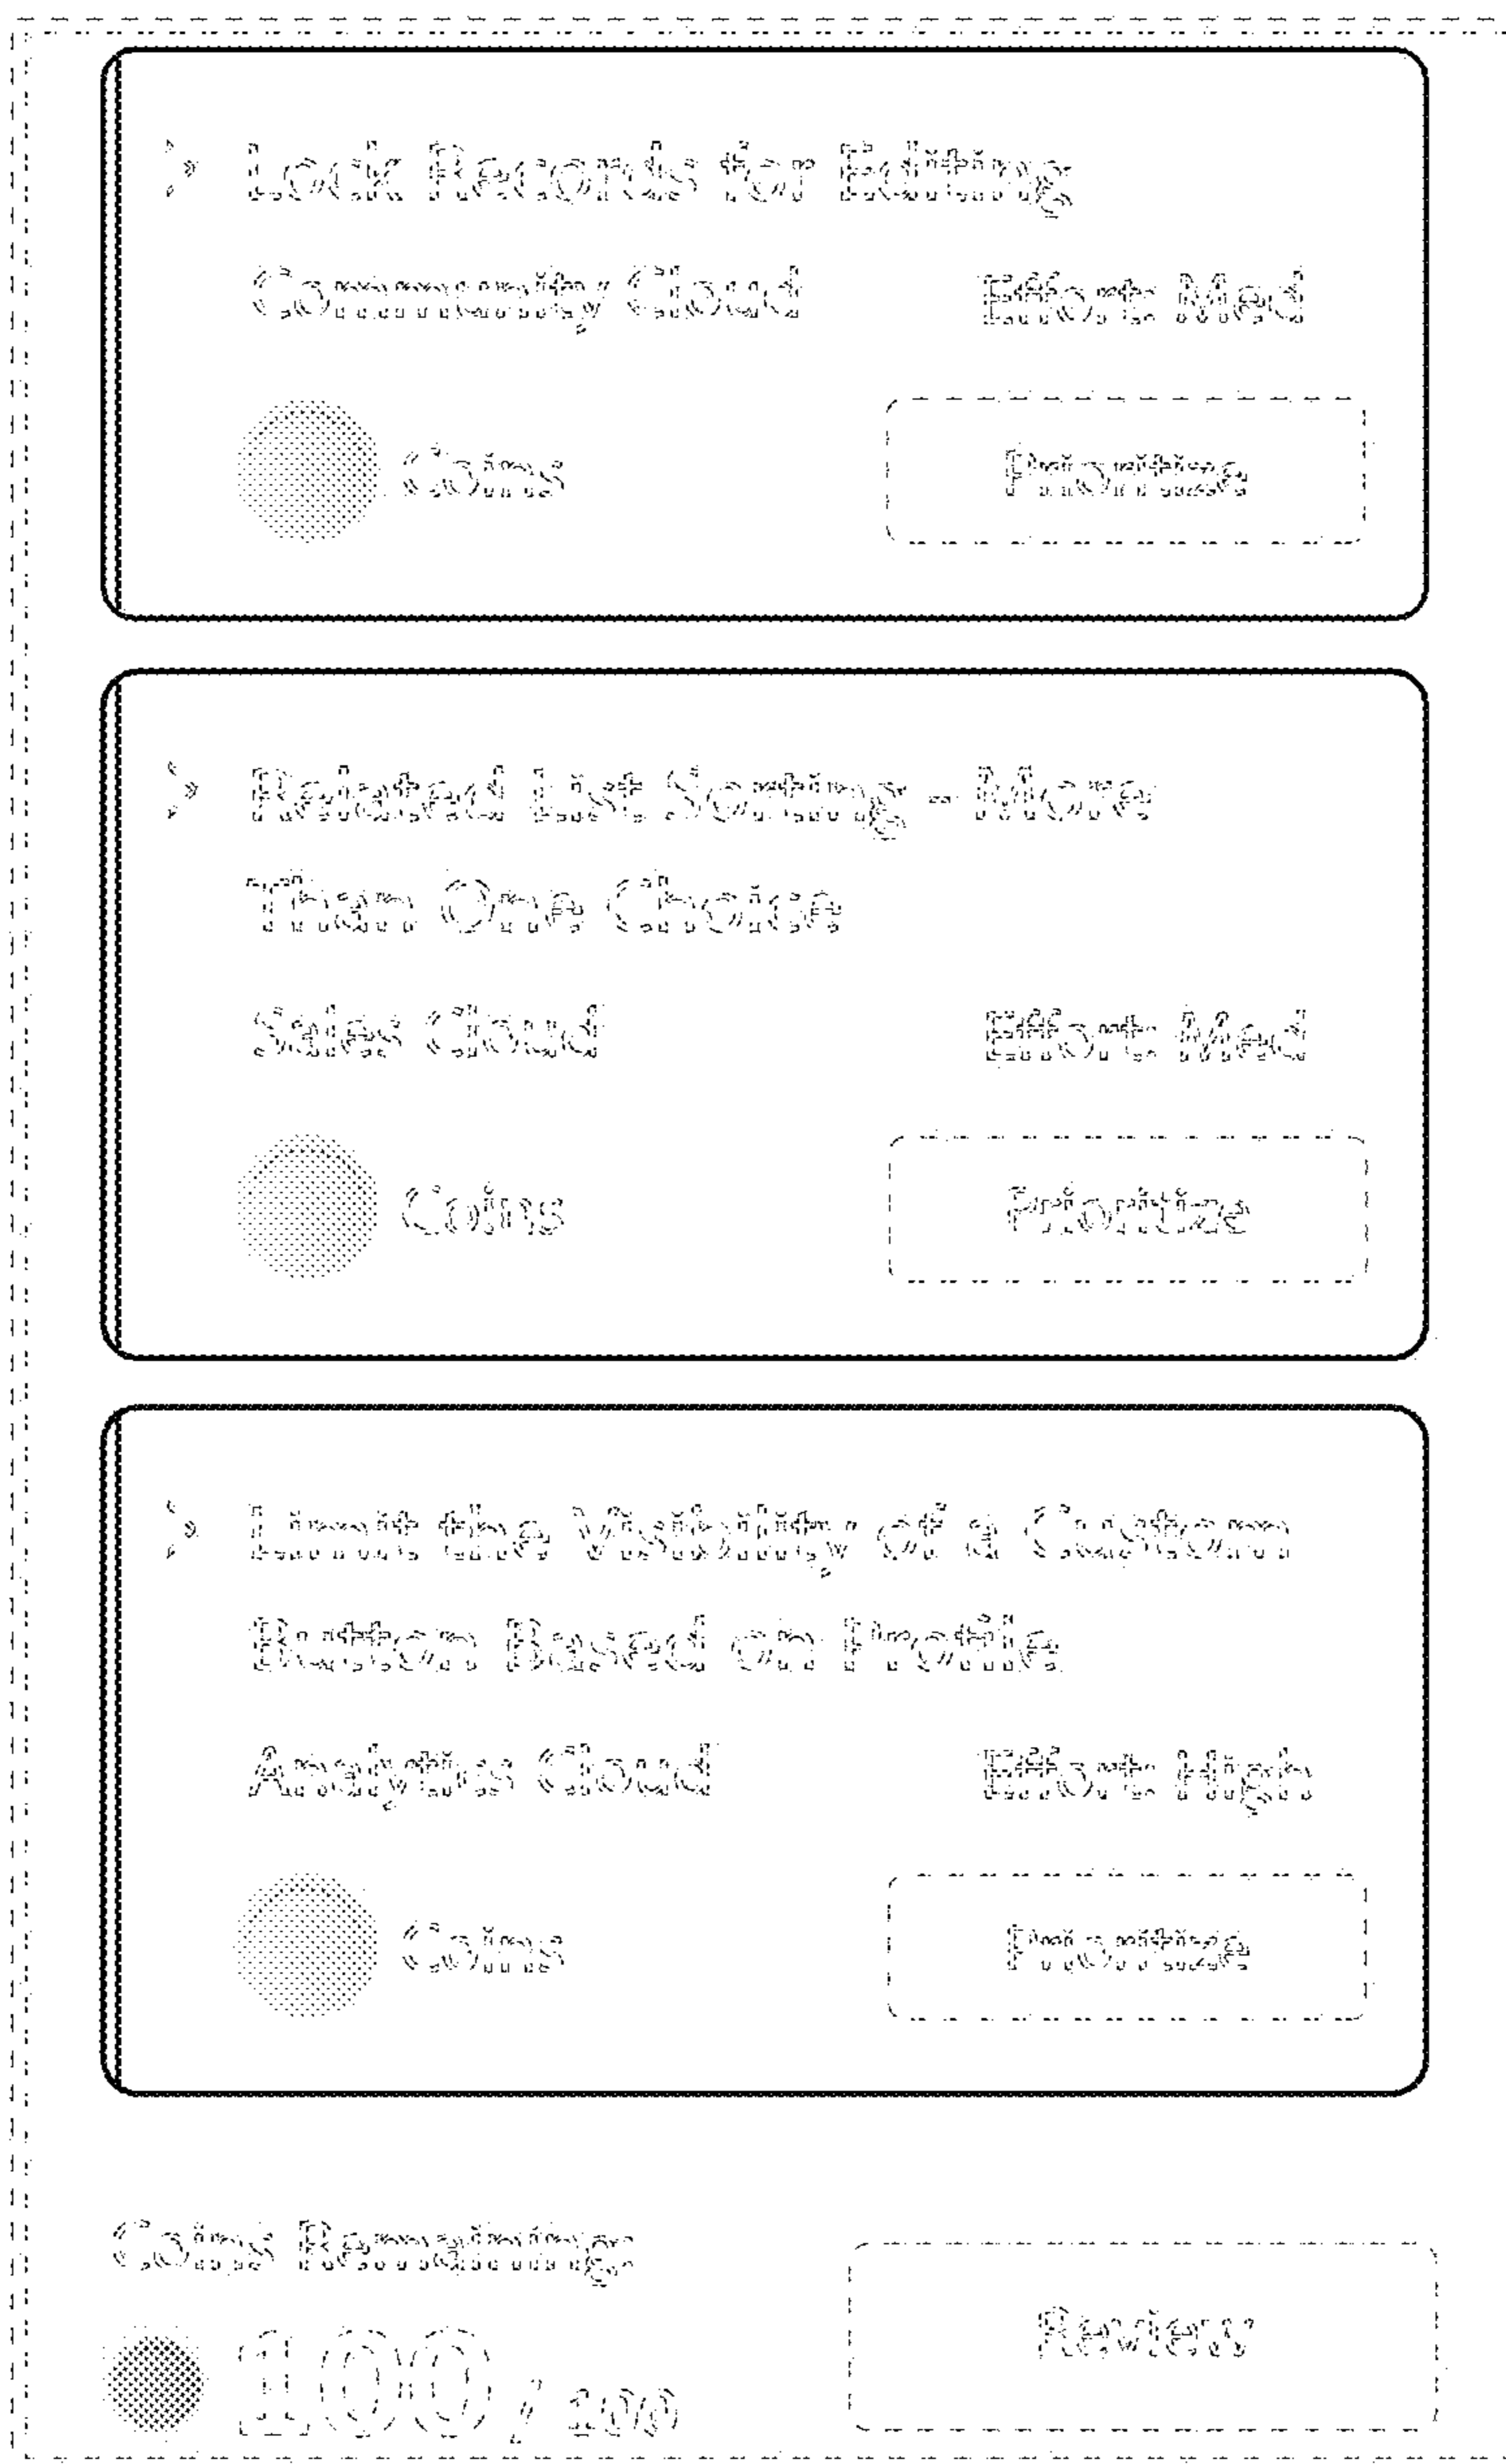 Lock Records for Editing
Community Cloud Effort: Med
Coins Prioritize
Related List Sorting - More
Than One Choice
Sales Cloud Effort: Med
Coins Prioritize
Limit the Visibility of a Custom
Button Based on Profile
Analytics Cloud Effort: High
Coins Prioritize
Coins Remaining
100 / 100 Review